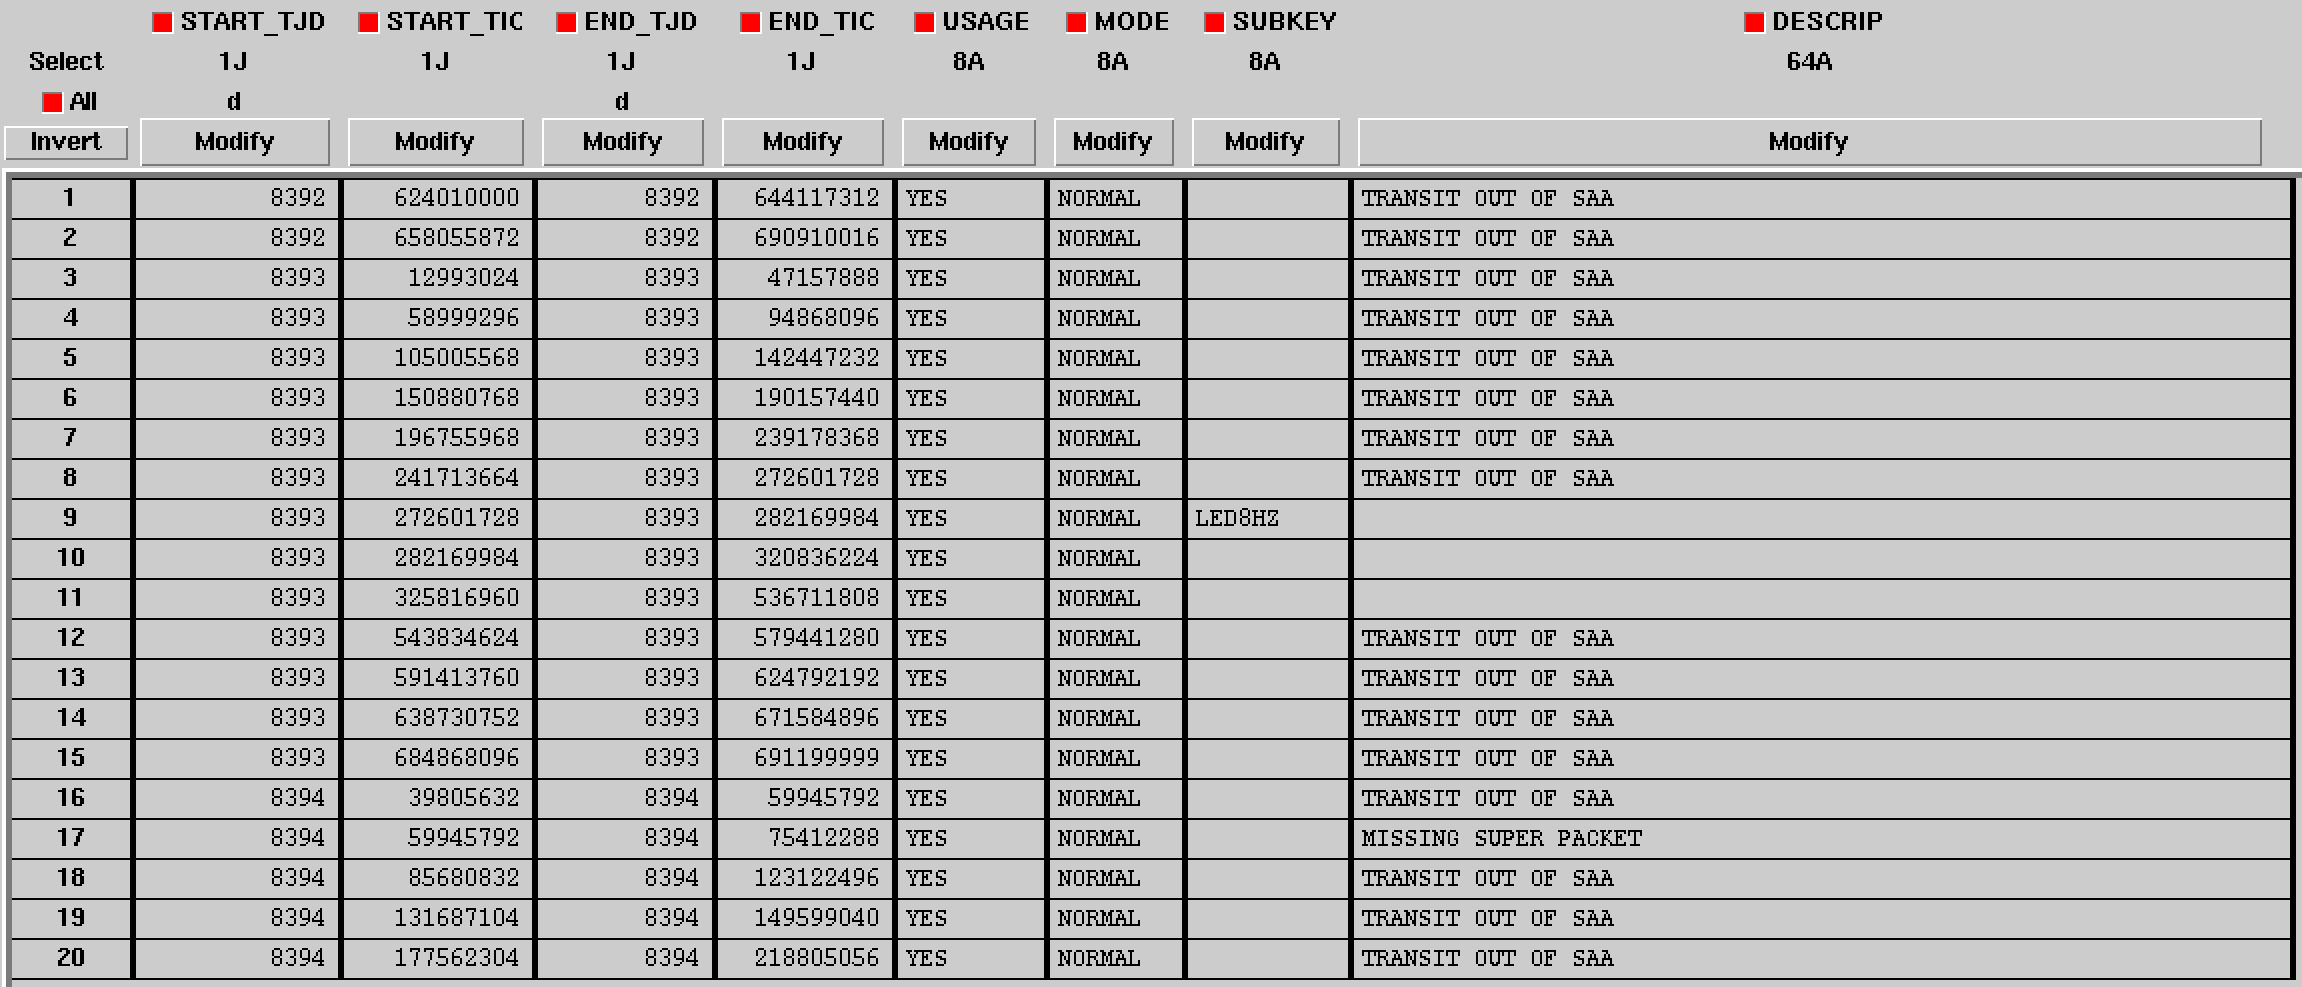 START_TJD START_TIC END_TJD END_TIC USAGE MODE SUBKEY DESCRIP
Select 1J 1J 1J 1J 8A 8A 8A 64A
All d d
Invert Modify Modify Modify Modify Modify Modify Modify Modify
1 8392 624010000 8392 644117312 YES NORMAL TRANSIT OUT OF SAA
2 8392 658055872 8392 690910016 YES NORMAL TRANSIT OUT OF SAA
3 8393 12993024 8393 47157888 YES NORMAL TRANSIT OUT OF SAA
4 8393 58999296 8393 94868096 YES NORMAL TRANSIT OUT OF SAA
5 8393 105005568 8393 142447232 YES NORMAL TRANSIT OUT OF SAA
6 8393 150880768 8393 190157440 YES NORMAL TRANSIT OUT OF SAA
7 8393 196755968 8393 239178368 YES NORMAL TRANSIT OUT OF SAA
8 8393 241713664 8393 272601728 YES NORMAL TRANSIT OUT OF SAA
9 8393 272601728 8393 282169984 YES NORMAL LED8HZ
10 8393 282169984 8393 320836224 YES NORMAL
11 8393 325816960 8393 536711808 YES NORMAL
12 8393 543834624 8393 579441280 YES NORMAL TRANSIT OUT OF SAA
13 8393 591413760 8393 624792192 YES NORMAL TRANSIT OUT OF SAA
14 8393 638730752 8393 671584896 YES NORMAL TRANSIT OUT OF SAA
15 8393 684868096 8393 691199999 YES NORMAL TRANSIT OUT OF SAA
16 8394 39805632 8394 59945792 YES NORMAL TRANSIT OUT OF SAA
17 8394 59945792 8394 75412288 YES NORMAL MISSING SUPER PACKET
18 8394 85680832 8394 123122496 YES NORMAL TRANSIT OUT OF SAA
19 8394 131687104 8394 149599040 YES NORMAL TRANSIT OUT OF SAA
20 8394 177562304 8394 218805056 YES NORMAL TRANSIT OUT OF SAA